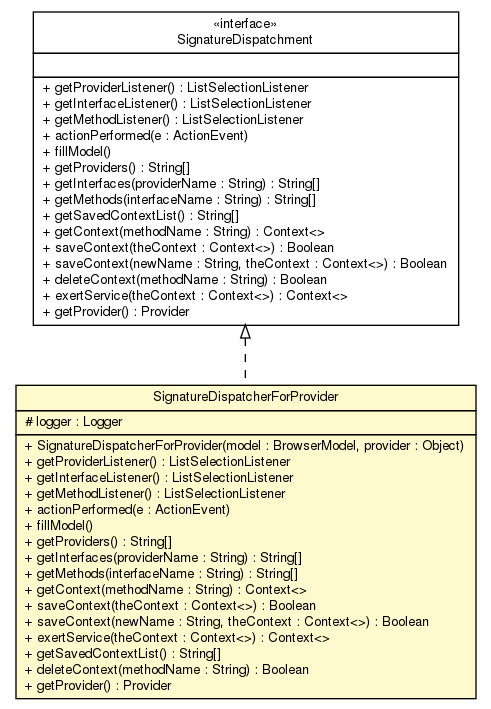 «interface»
SignatureDispatchment
+ getProviderListener() : ListSelectionListener
+ getInterfaceListener() : ListSelectionListener
+ getMethodListener() : ListSelectionListener
+ actionPerformed(e : ActionEvent)
+ fillModel()
+ getProviders() : String[]
+ getInterfaces(providerName : String) : String[]
+ getMethods(interfaceName : String) : String[]
+ getSavedContextList() : String[]
+ getContext(methodName : String) : Context<>
+ saveContext(theContext : Context<>) : Boolean
+ saveContext(newName : String, theContext : Context<>) : Boolean
+ deleteContext(methodName : String) : Boolean
+ exertService(theContext : Context<>) : Context<>
+ getProvider() : Provider
SignatureDispatcherForProvider
# logger : Logger
+ SignatureDispatcherForProvider(model : BrowserModel, provider : Object)
+ getProviderListener() : ListSelectionListener
+ getInterfaceListener() : ListSelectionListener
+ getMethodListener() : ListSelectionListener
+ actionPerformed(e : ActionEvent)
+ fillModel()
+ getProviders() : String[]
+ getInterfaces(providerName : String) : String[]
+ getMethods(interfaceName : String) : String[]
+ getContext(methodName : String) : Context<>
+ saveContext(theContext : Context<>) : Boolean
+ saveContext(newName : String, theContext : Context<>) : Boolean
+ exertService(theContext : Context<>) : Context<>
+ getSavedContextList() : String[]
+ deleteContext(methodName : String) : Boolean
+ getProvider() : Provider